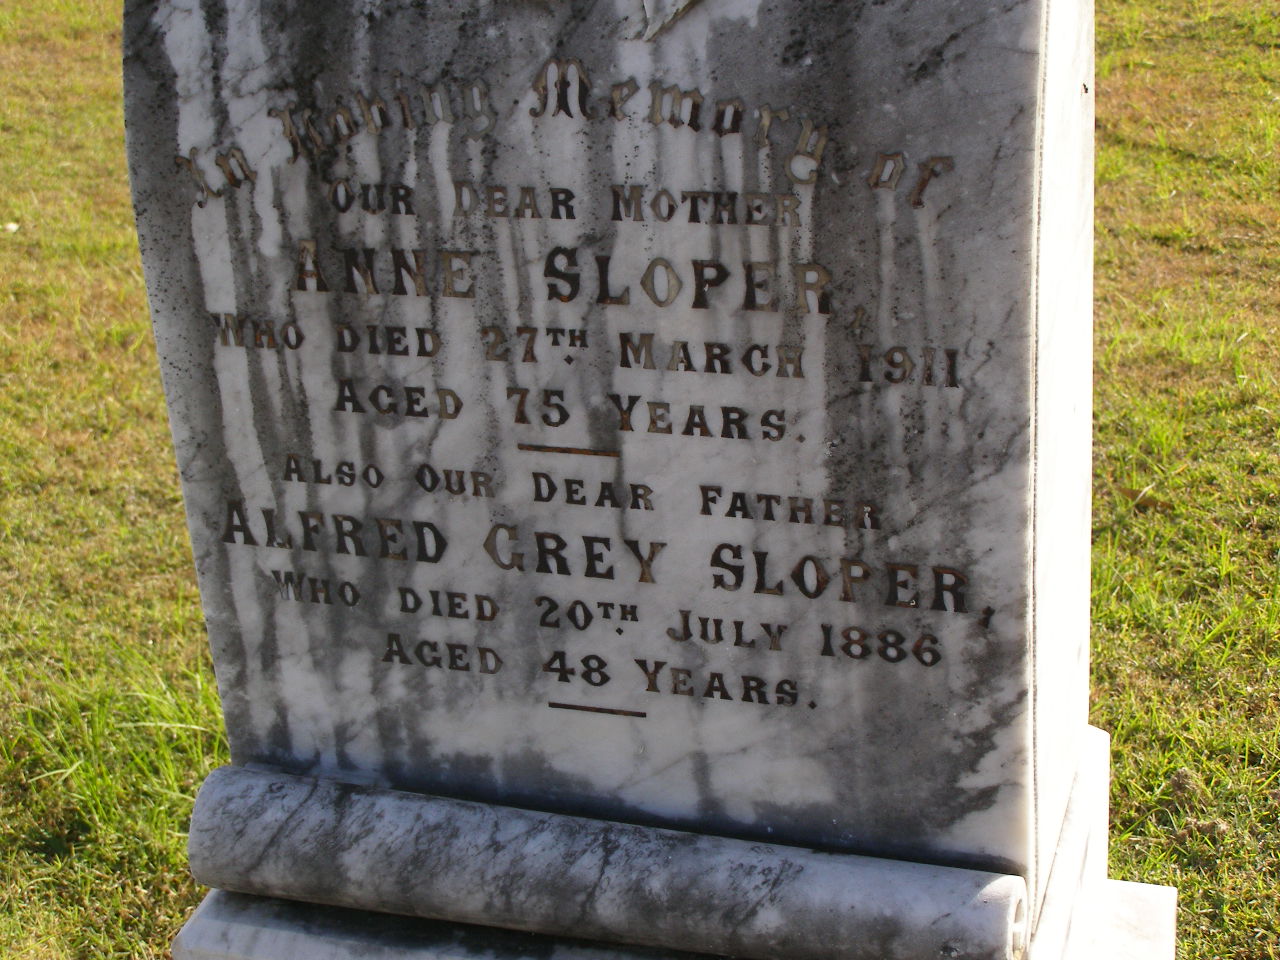 In loving Memory of
OUR DEAR MOTHER
ANNE SLOPER,
WHO DIED 27TH MARCH, 1911.
AGED 75 YEARS.
ALSO OUR DEAR FATHER
ALFRED GREY SLOPER,
WHO DIED 20TH JULY 1886
AGED 48 YEARS.